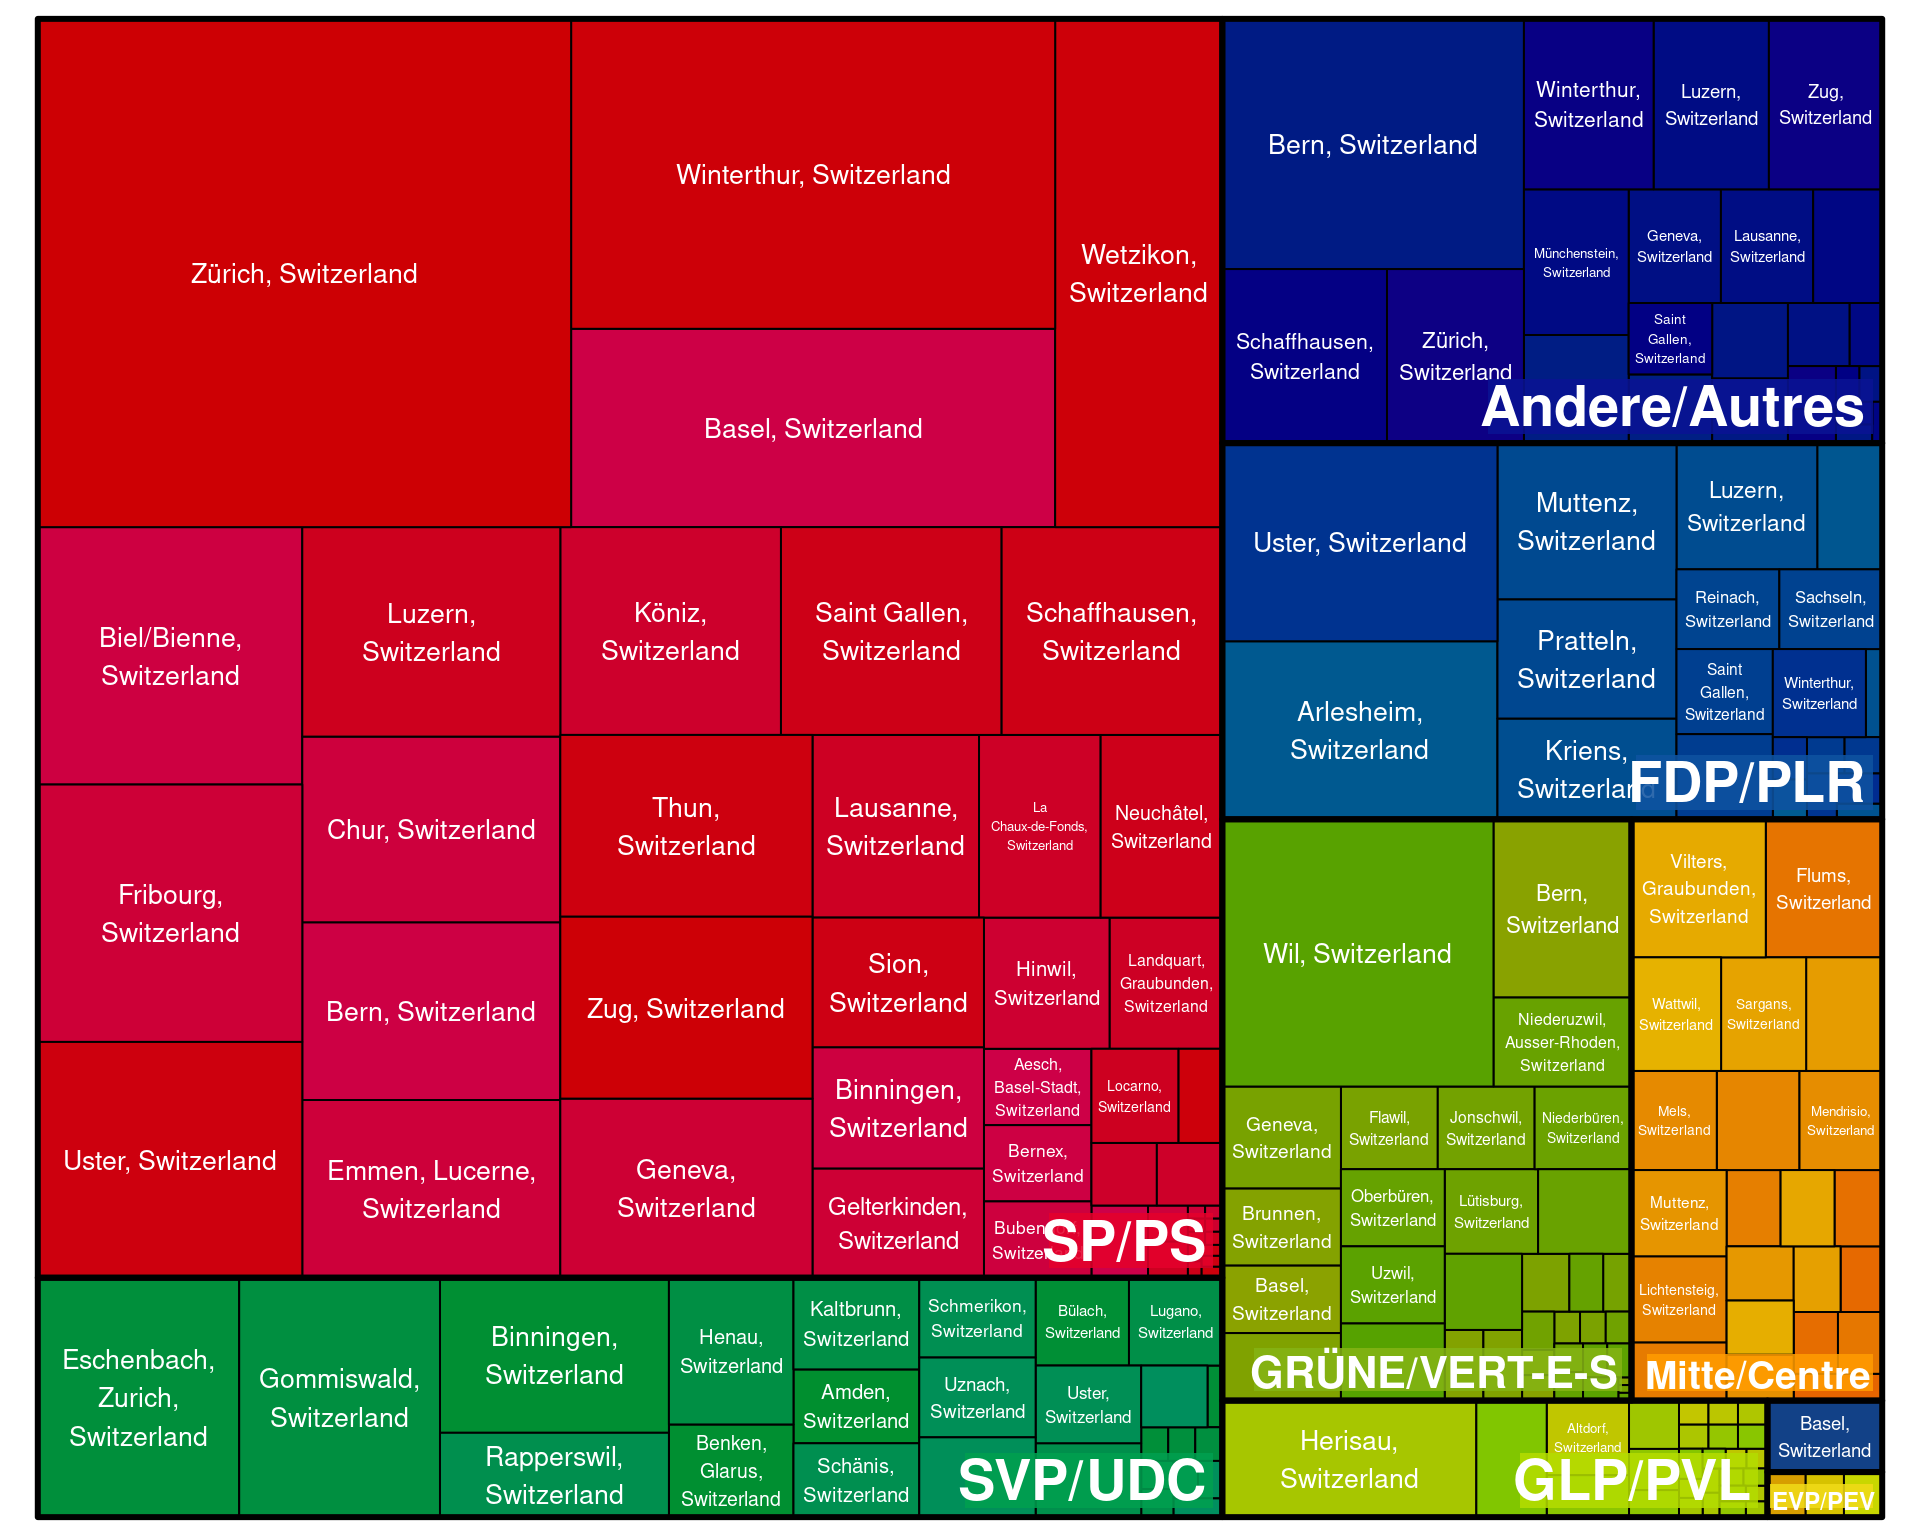 Zürich, Switzerland
Winterthur, Switzerland
Basel, Switzerland
Wetzikon,
Switzerland
Biel/Bienne,
Switzerland
Fribourg,
Switzerland
Uster, Switzerland
Luzern,
Switzerland
Chur, Switzerland
Bern, Switzerland
Emmen, Lucerne,
Switzerland
Köniz,
Switzerland
Saint Gallen,
Switzerland
Schaffhausen,
Switzerland
Thun,
Switzerland
Zug, Switzerland
Geneva,
Switzerland
Lausanne,
Switzerland
La
Chaux-de-Fonds,
Switzerland
Neuchâtel,
Switzerland
Sion,
Switzerland
Binningen,
Switzerland
Gelterkinden,
Switzerland
Hinwil,
Switzerland
Landquart,
Graubunden,
Switzerland
Aesch,
Basel-Stadt,
Switzerland
Bernex,
Switzerland
Locarno,
Switzerland
SP/PS
Eschenbach,
Zurich,
Switzerland
Gommiswald,
Switzerland
Binningen,
Switzerland
Rapperswil,
Switzerland
Henau,
Switzerland
Benken,
Glarus,
Switzerland
Kaltbrunn,
Switzerland
Amden,
Switzerland
Schänis,
Switzerland
Schmerikon,
Switzerland
Uznach,
Switzerland
Bülach,
Switzerland
Lugano,
Switzerland
Uster,
Switzerland
SVP/UDC
Bern, Switzerland
Schaffhausen,
Switzerland
Zürich,
Switzerland
Winterthur,
Switzerland
Luzern,
Switzerland
Zug,
Switzerland
Münchenstein,
Switzerland
Geneva,
Switzerland
Lausanne,
Switzerland
Saint
Gallen,
Switzerland
Andere/Autres
Uster, Switzerland
Arlesheim,
Switzerland
Muttenz,
Switzerland
Pratteln,
Switzerland
Kriens,
Switzerland
Luzern,
Switzerland
Reinach,
Switzerland
Sachseln,
Switzerland
Saint
Gallen,
Switzerland
Winterthur,
Switzerland
FDP/PLR
Wil, Switzerland
Bern,
Switzerland
Niederuzwil,
Ausser-Rhoden,
Switzerland
Geneva,
Switzerland
Brunnen,
Switzerland
Basel,
Switzerland
Flawil,
Switzerland
Jonschwil,
Switzerland
Niederbüren,
Switzerland
Oberbüren,
Switzerland
Lütisburg,
Switzerland
Uzwil,
Switzerland
GRÜNE/VERT-E-S
Vilters,
Graubunden,
Switzerland
Flums,
Switzerland
Wattwil,
Switzerland
Sargans,
Switzerland
Mels,
Switzerland
Mendrisio,
Switzerland
Muttenz,
Switzerland
Lichtensteig,
Switzerland
Mitte/Centre
Herisau,
Switzerland
Altdorf,
Switzerland
GLP/PVL
Basel,
Switzerland
EVP/PEV